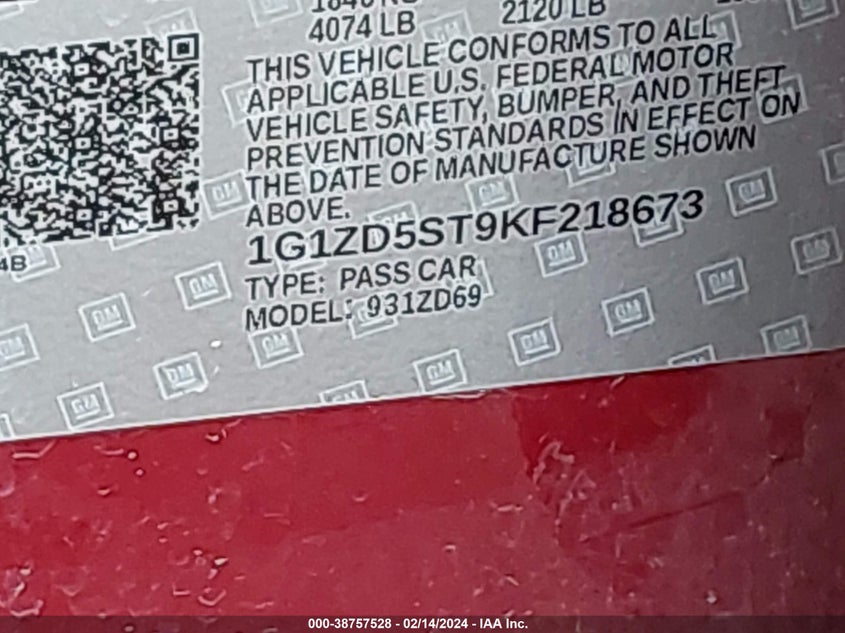 4074 LB
2120 LB
THIS VEHICLE CONFORMS TO ALL
APPLICABLE U.S. FEDERAL MOTOR
VEHICLE SAFETY, BUMPER, AND THEFT
PREVENTION STANDARDS IN EFFECT ON
THE DATE OF MANUFACTURE SHOWN
ABOVE.
1G1ZD5ST9KF218673
4B
TYPE: PASS CAR
MODEL: 931ZD69
GM
000-38757528 - 02/14/2024 - IAA Inc.